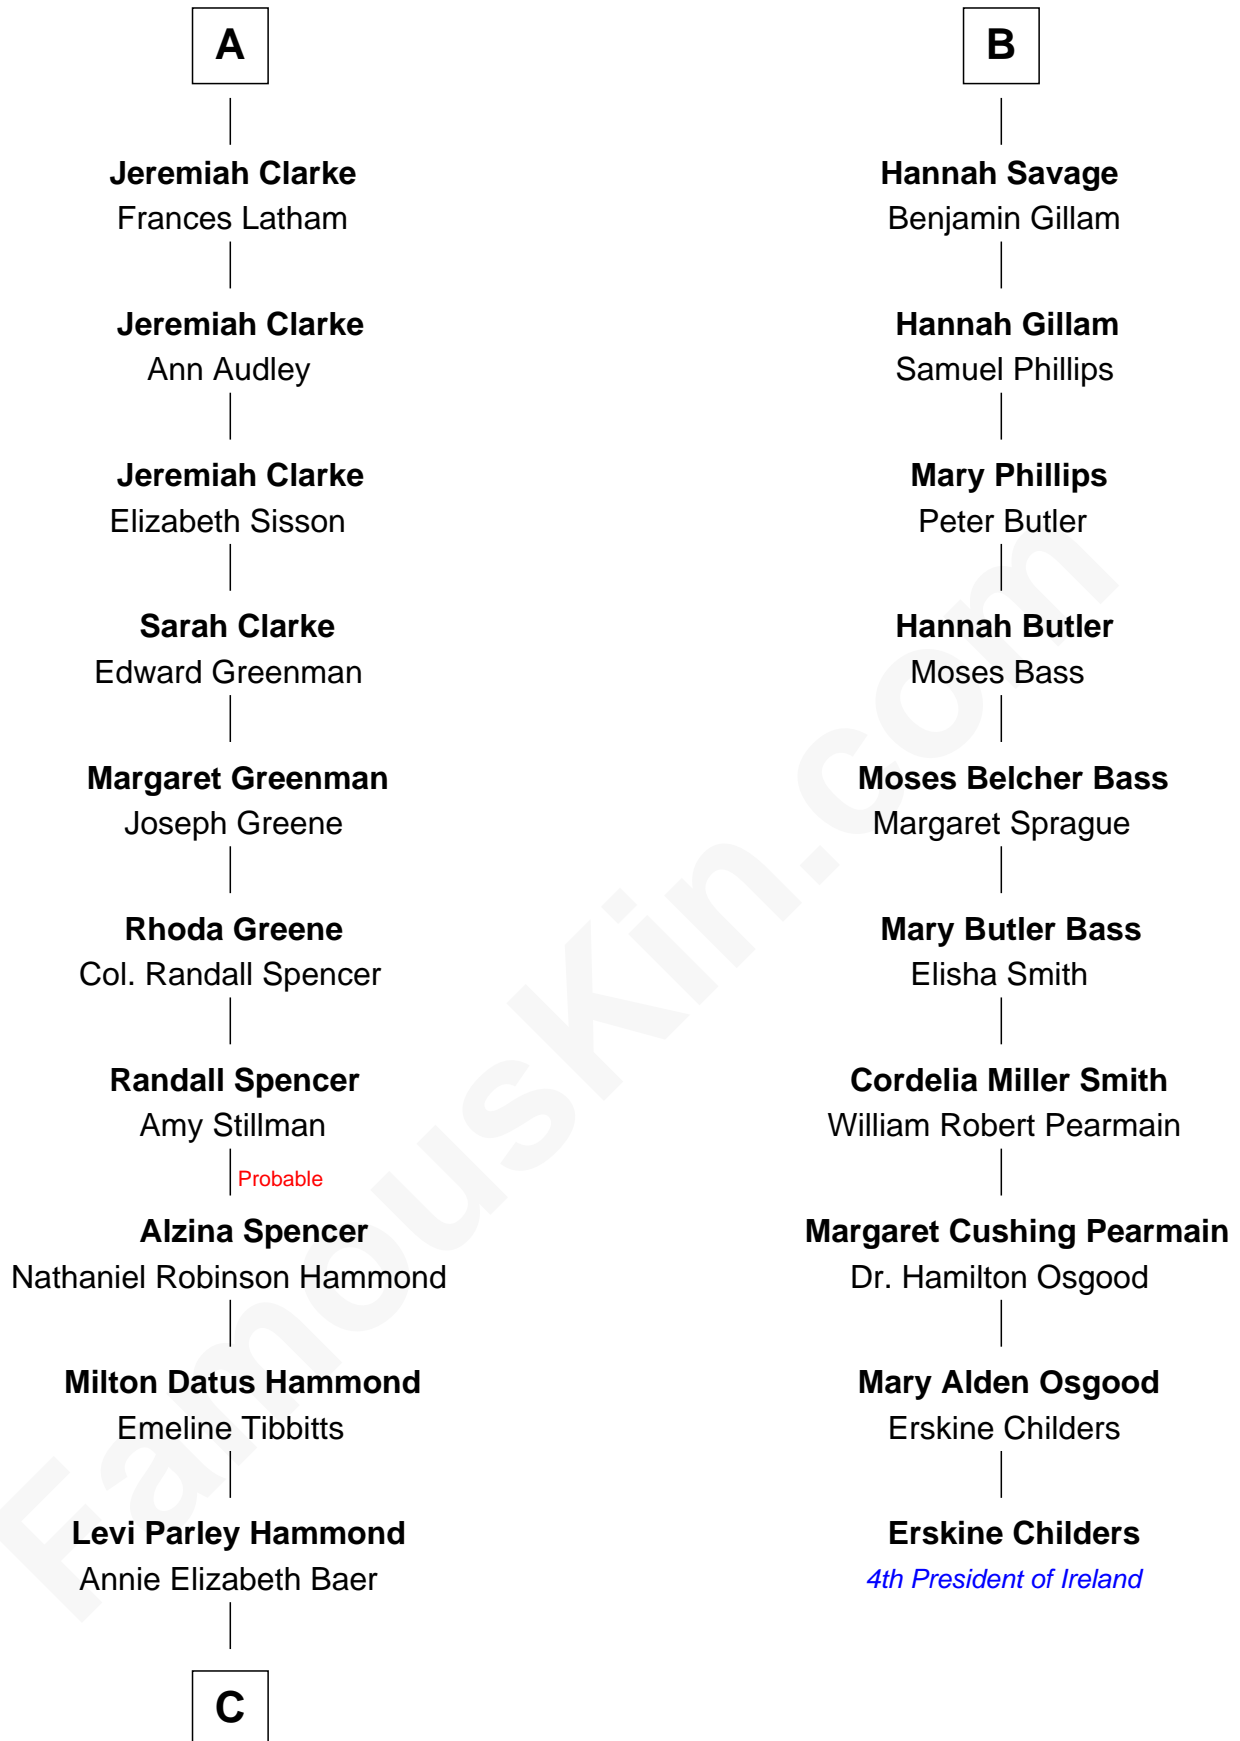 A
Jeremiah Clarke
Frances Latham
Jeremiah Clarke
Ann Audley
Jeremiah Clarke
Elizabeth Sisson
Sarah Clarke
Edward Greenman
Margaret Greenman
Joseph Greene
Rhoda Greene
Col. Randall Spencer
Randall Spencer
Amy Stillman
Probable
Alzina Spencer
Nathaniel Robinson Hammond
Milton Datus Hammond
Emeline Tibbitts
Levi Parley Hammond
Annie Elizabeth Baer
C
B
Hannah Savage
Benjamin Gillam
Hannah Gillam
Samuel Phillips
Mary Phillips
Peter Butler
Hannah Butler
Moses Bass
Moses Belcher Bass
Margaret Sprague
Mary Butler Bass
Elisha Smith
Cordelia Miller Smith
William Robert Pearmain
Margaret Cushing Pearmain
Dr. Hamilton Osgood
Mary Alden Osgood
Erskine Childers
Erskine Childers
4th President of Ireland
FamousKin.com